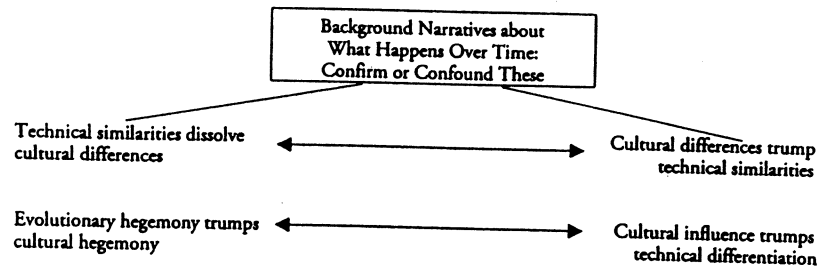 Background Narratives about
What Happens Over Time:
Confirm or Confound These
Technical similarities dissolve
cultural differences
Cultural differences trump
technical similarities
Evolutionary hegemony trumps
cultural hegemony
Cultural influence trumps
technical differentiation